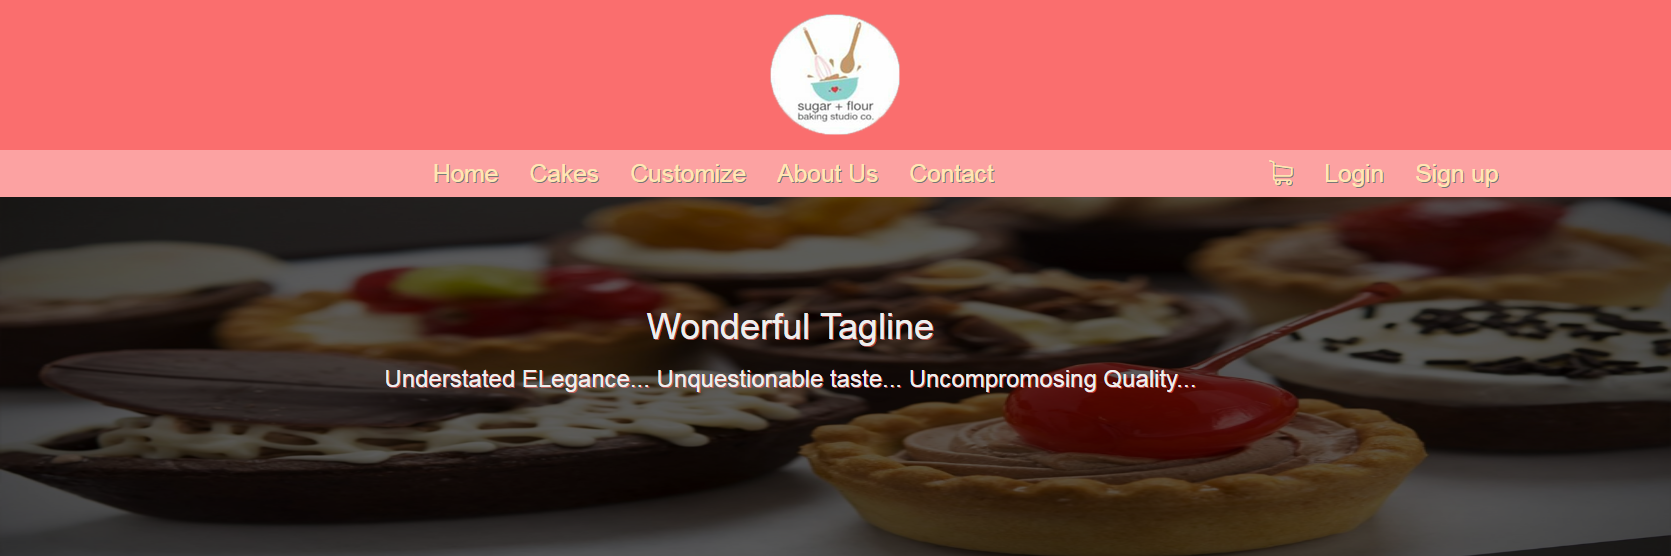 sugar + flour
baking studio co.
Home Cakes Customize About Us Contact Login Sign up
Wonderful Tagline
Understated ELegance... Unquestionable taste... Uncompromosing Quality...